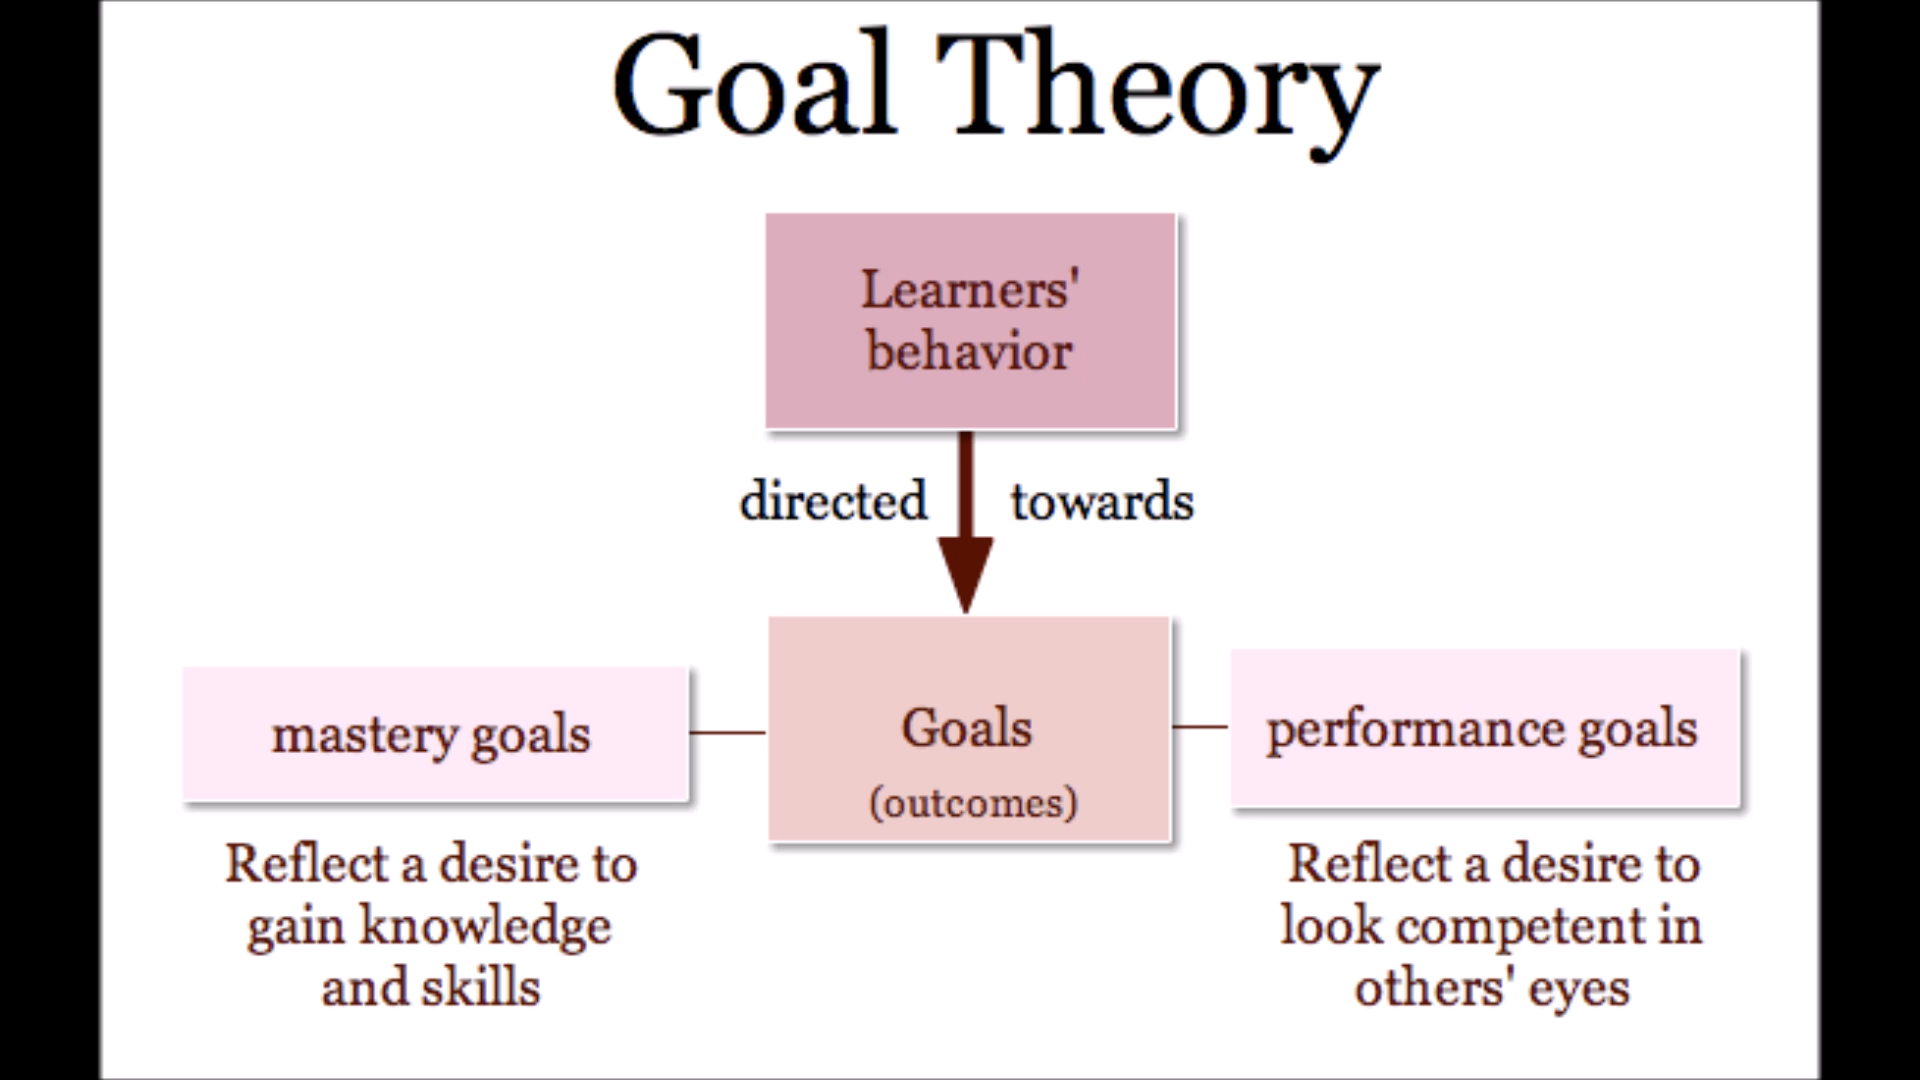 Goal Theory
Learners'
behavior
directed towards
mastery goals
Goals
(outcomes)
performance goals
Reflect a desire to
gain knowledge
and skills
Reflect a desire to
look competent in
others' eyes